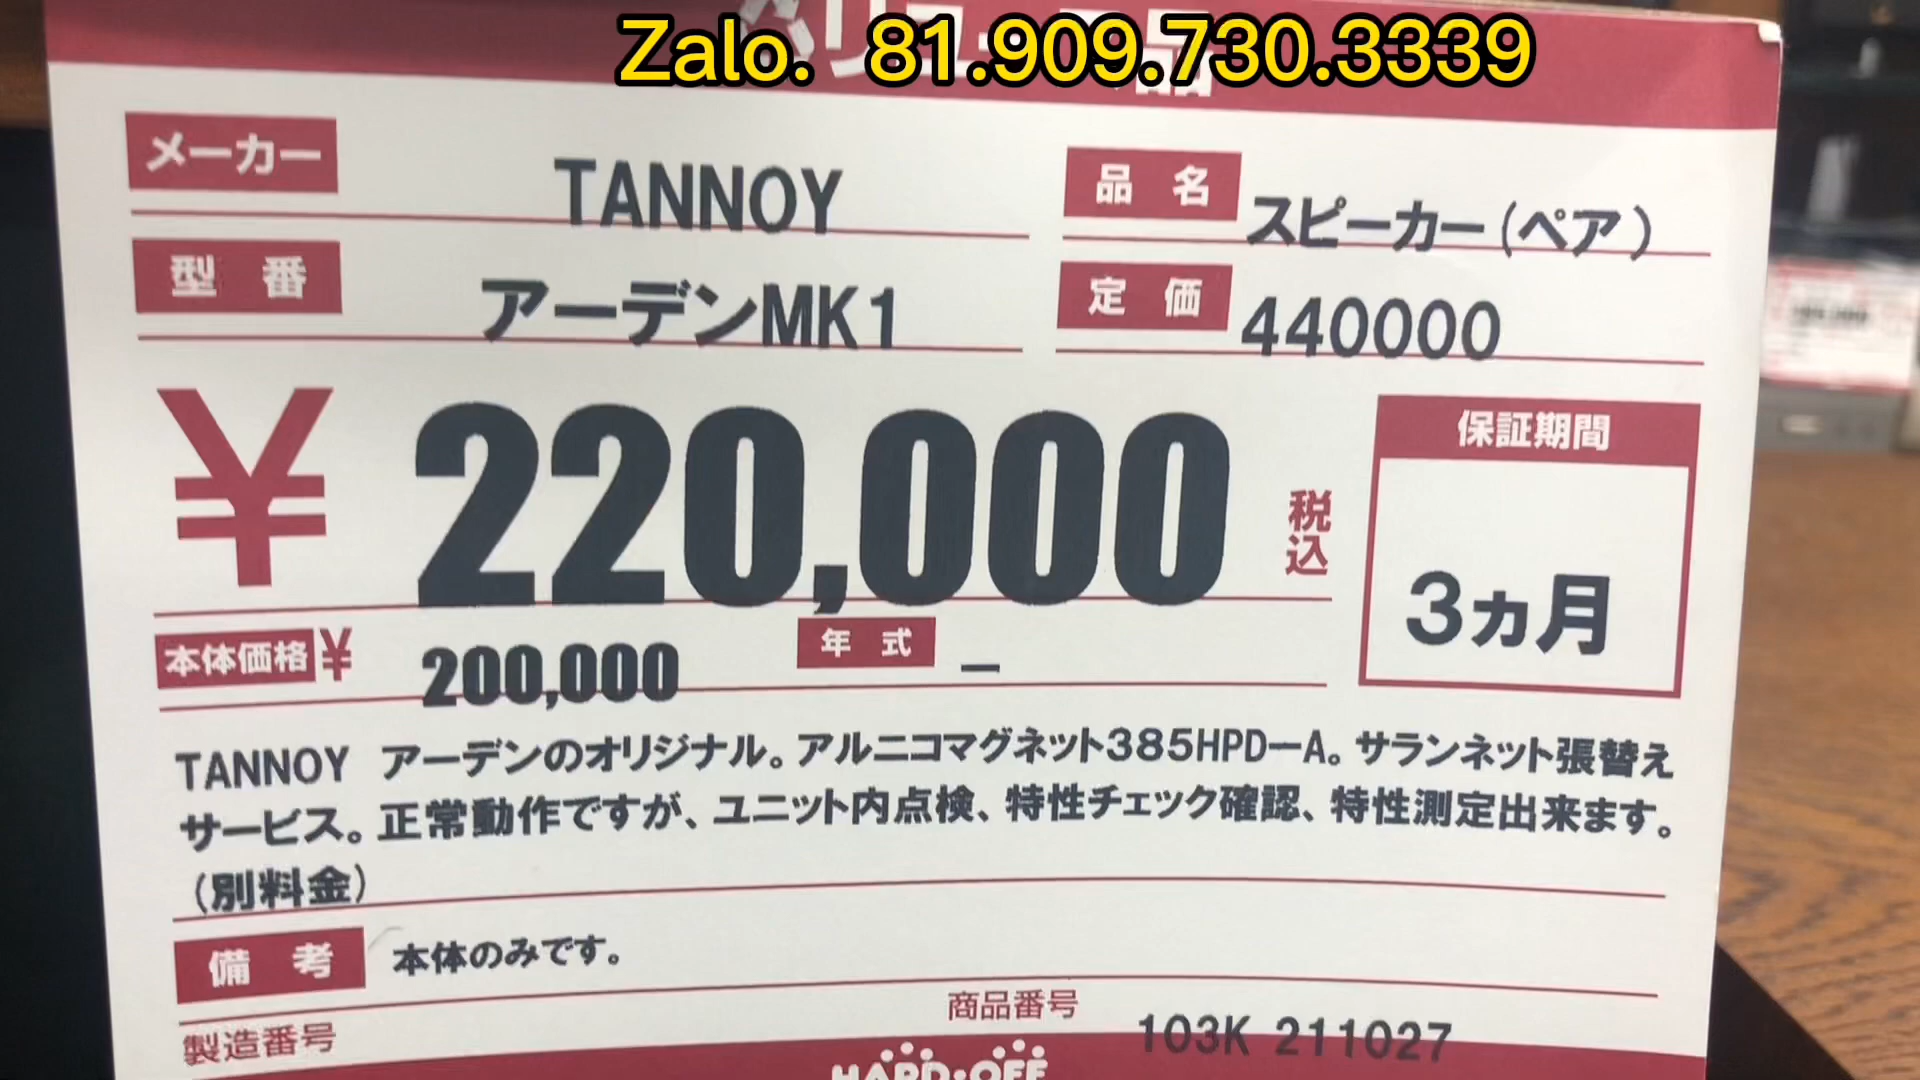 Zalo. 81.909.730.3339
メーカー TANNOY 品名 スピーカー(ペア)
型番 アーデンMK1 定価 440000
¥ 220,000 税込
保証期間
3ヵ月
本体価格¥ 200,000 年式 ー
TANNOY アーデンのオリジナル。アルニコマグネット385HPDーA。サランネット張替え
サービス。正常動作ですが、ユニット内点検、特性チェック確認、特性測定出来ます。
(別料金)
備考 本体のみです。
製造番号 商品番号 103K 211027
HARD・OFF